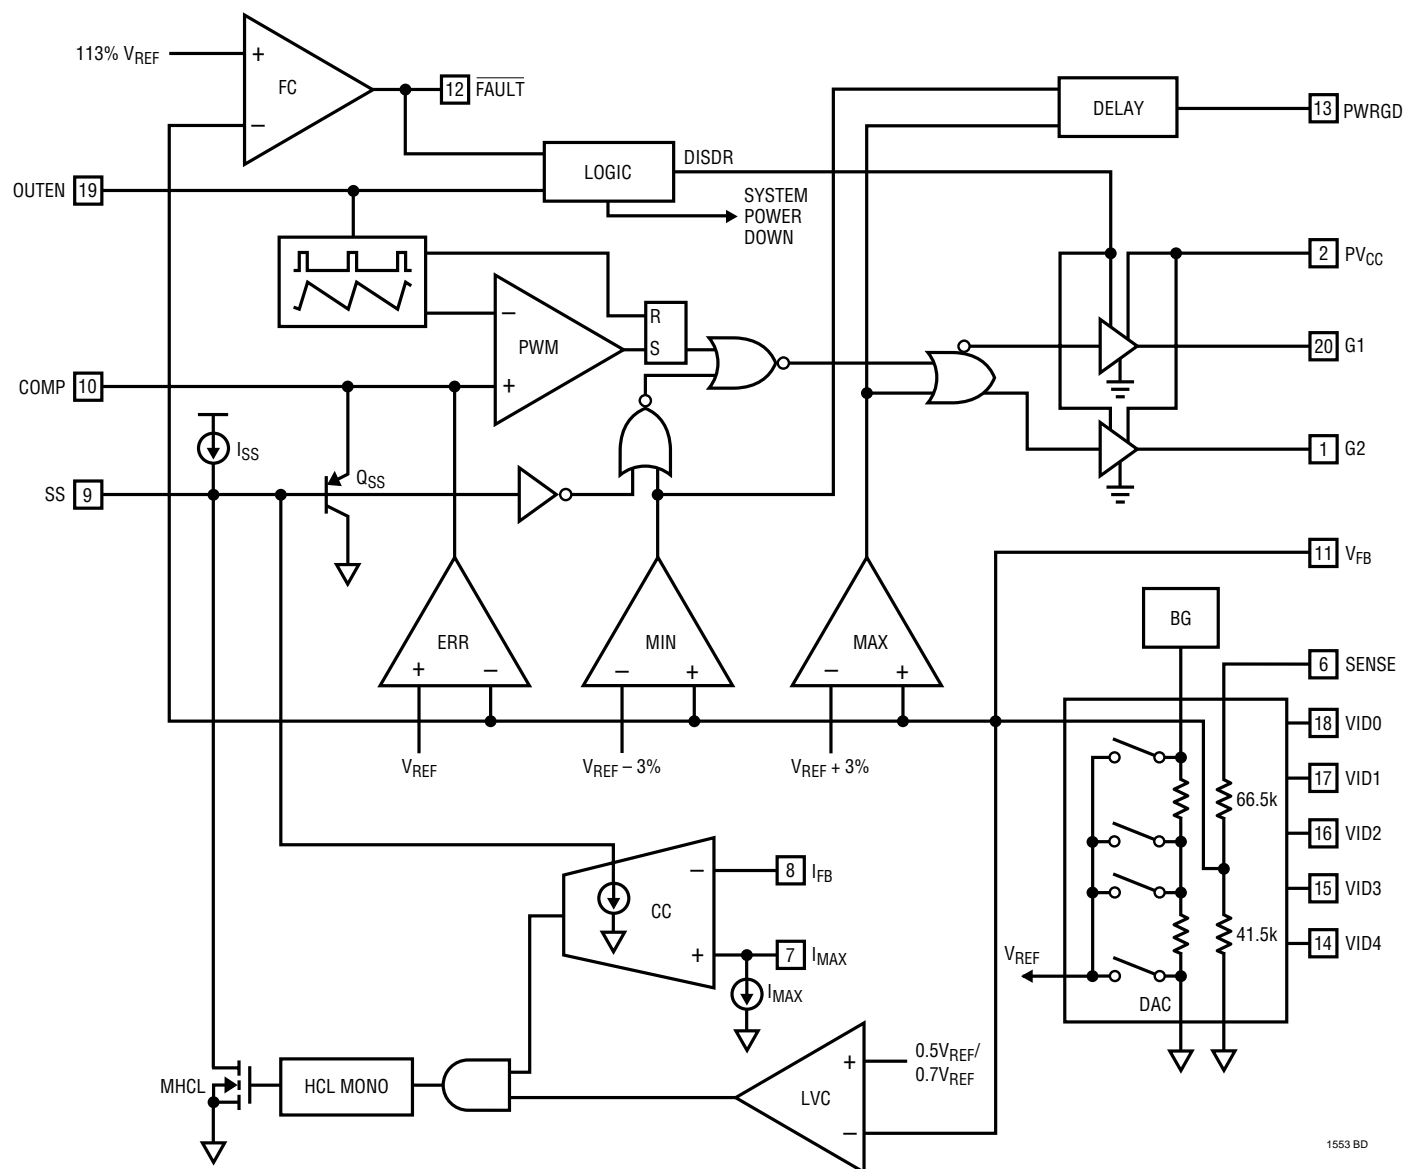 113% VREF
+
FC
–
12 FAULT
DELAY
13 PWRGD
OUTEN 19
LOGIC
DISDR
SYSTEM
POWER
DOWN
2 PVCC
–
PWM
+
R
S
20 G1
COMP 10
ISS
QSS
SS 9
1 G2
11 VFB
ERR
+ –
MIN
– +
MAX
– +
BG
6 SENSE
VREF
VREF – 3%
VREF + 3%
18 VID0
17 VID1
66.5k
16 VID2
15 VID3
41.5k
14 VID4
VREF
DAC
–
8 IFB
CC
+
7 IMAX
IMAX
MHCL
HCL MONO
LVC
+
0.5VREF/
0.7VREF
–
1553 BD